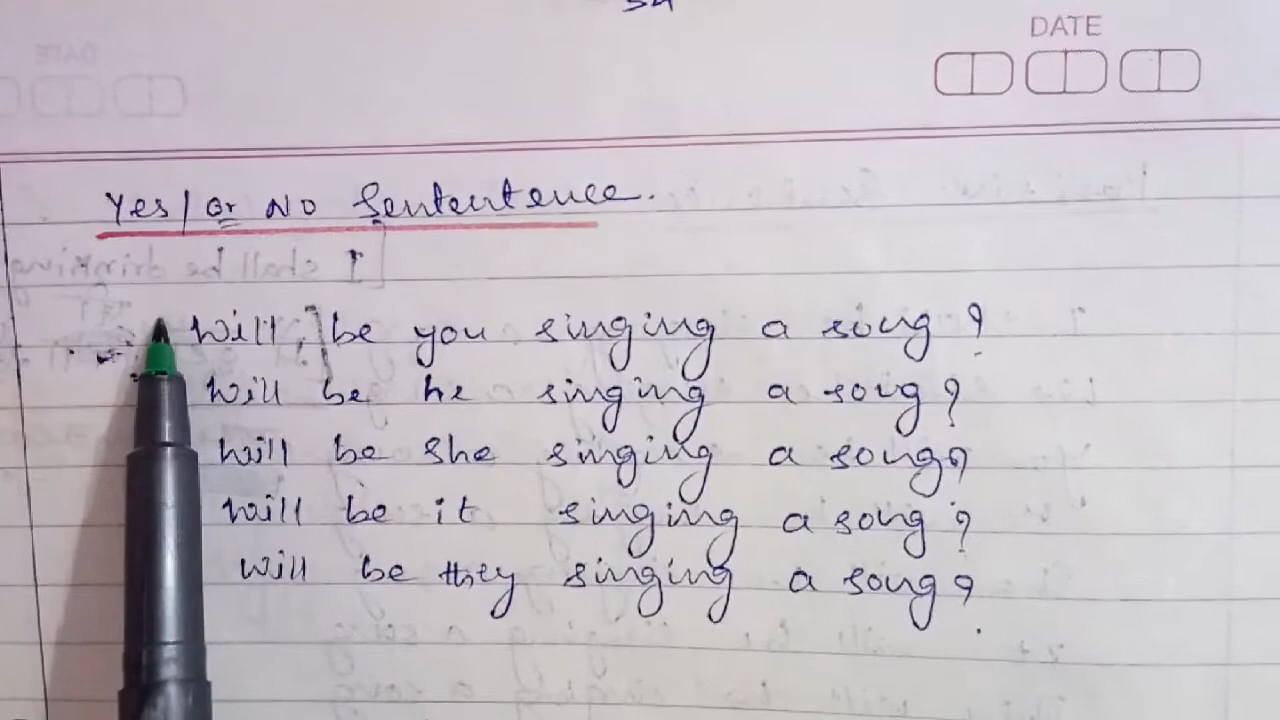 DATE
Yes/ or No Sententence.
Will, be you singing a song?
Will be he singing a song?
Will be she singing a song?
Will be it singing a song?
Will be they singing a song?